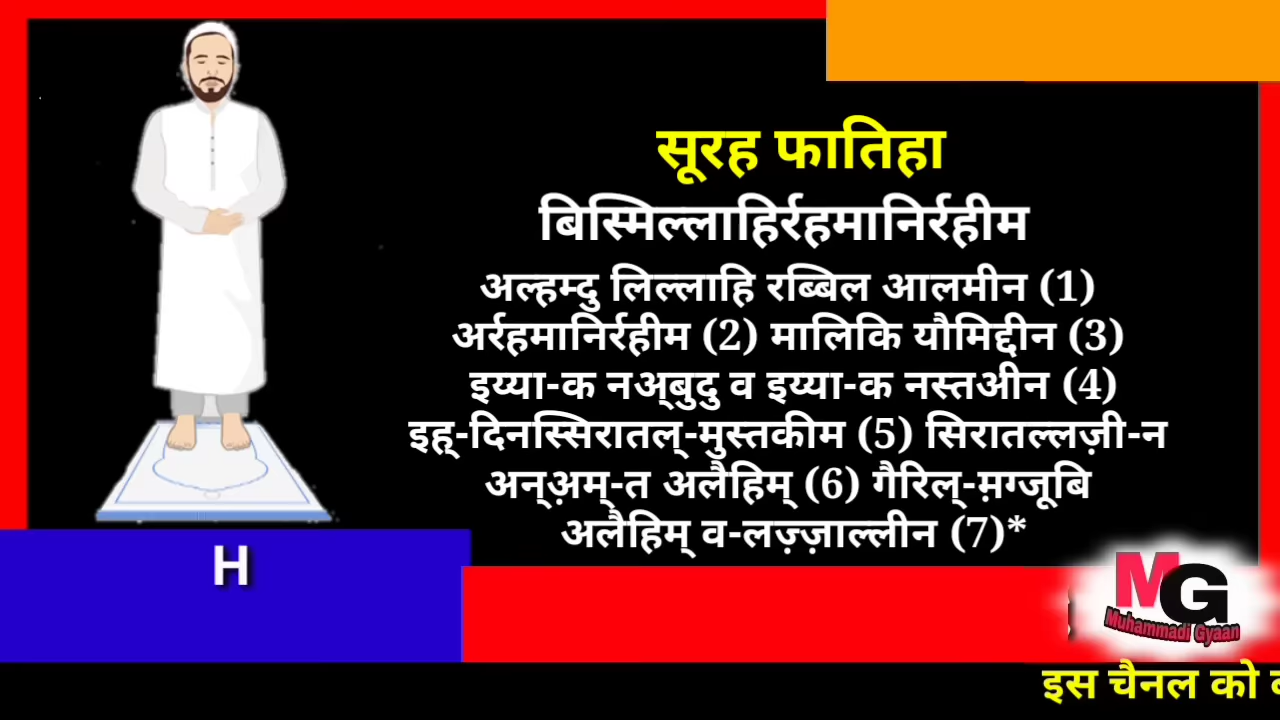 सूरह फातिहा
बिस्मिल्लाहिर्रहमानिर्रहीम
अल्हम्दु लिल्लाहि रब्बिल आलमीन (1)
अर्रहमानिर्रहीम (2) मालिकि यौमिद्दीन (3)
इय्या-क नअ्बुदु व इय्या-क नस्तअीन (4)
इह्-दिनस्सिरातल्-मुस्तकीम (5) सिरातल्लज़ी-न
अन्अ़म्-त अलैहिम् (6) गैरिल्-म़ग्जूबि
अलैहिम् व-लज़्ज़ाल्लीन (7)*
H
MG
Muhammadi Gyaan
इस चैनल को